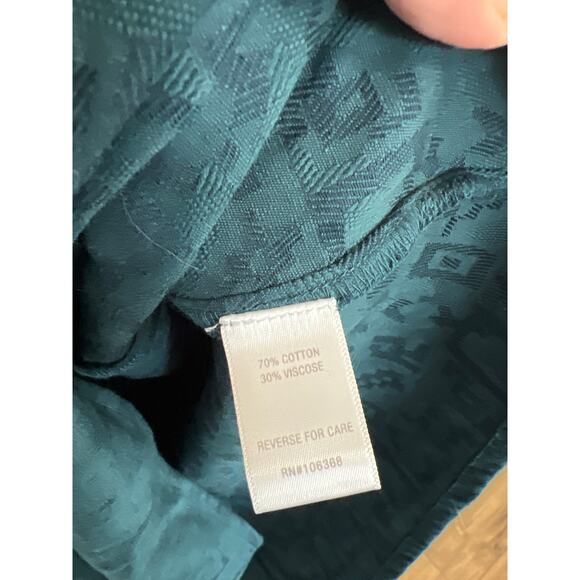 70% COTTON
30% VISCOSE
REVERSE FOR CARE
RN#106368